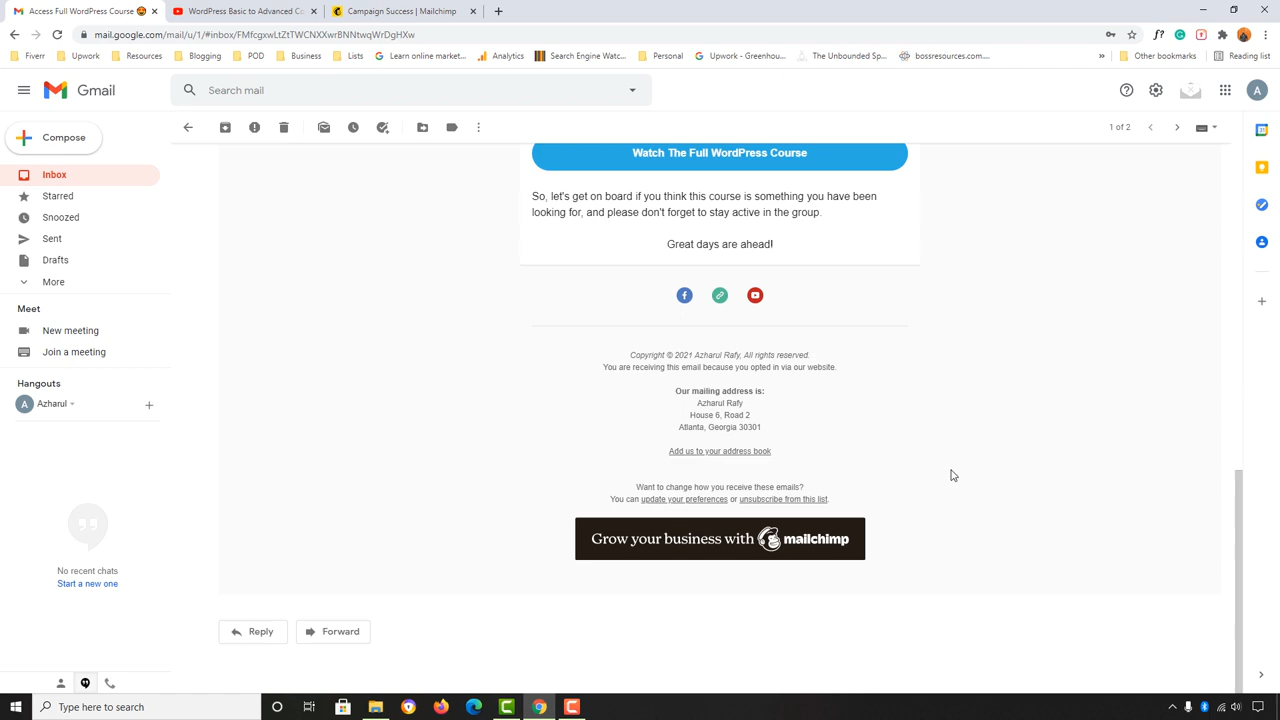 Access Full WordPress Course
WordPress Basic to Advanced Co
Campaign Success | Mailchimp
mail.google.com/mail/u/1/#inbox/FMfcgxwLtZtTWCNXXwrBNNtwqWrDgHXw
Fiverr
Upwork
Resources
Blogging
POD
Business
Lists
Learn online market...
Analytics
Search Engine Watc...
Personal
Upwork - Greenhou...
The Unbounded Sp...
bossresources.com...
»
Other bookmarks
Reading list
Gmail
Search mail
A
Compose
1 of 2
Inbox
Starred
Snoozed
Sent
Drafts
More
Meet
New meeting
Join a meeting
Hangouts
A Azharul
No recent chats
Start a new one
Watch The Full WordPress Course
So, let's get on board if you think this course is something you have been
looking for, and please don't forget to stay active in the group.
Great days are ahead!
Copyright © 2021 Azharul Rafy, All rights reserved.
You are receiving this email because you opted in via our website.
Our mailing address is:
Azharul Rafy
House 6, Road 2
Atlanta, Georgia 30301
Add us to your address book
Want to change how you receive these emails?
You can update your preferences or unsubscribe from this list.
Grow your business with mailchimp
Reply
Forward
Type here to search